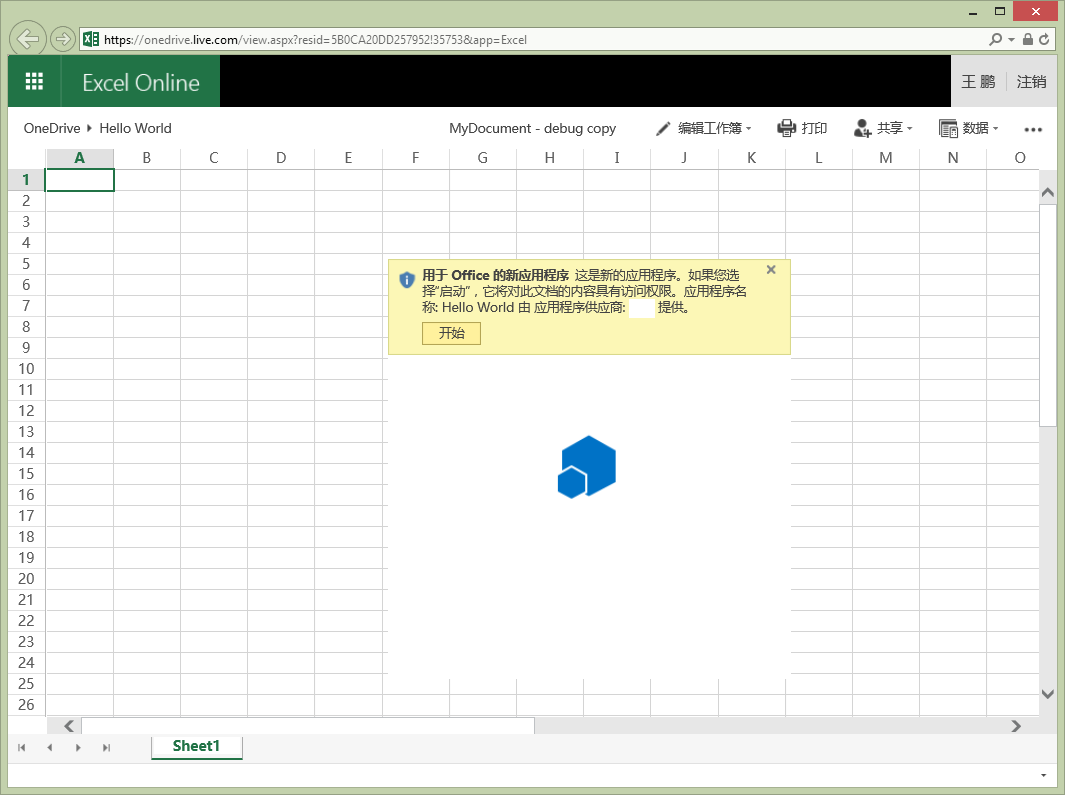 https://onedrive.live.com/view.aspx?resid=5B0CA20DD257952!35753&app=Excel
Excel Online
王 鹏
注销
OneDrive ▸ Hello World
MyDocument - debug copy
编辑工作簿
打印
共享
数据
A B C D E F G H I J K L M N O
1
2
3
4
5
6
7
8
9
10
11
12
13
14
15
16
17
18
19
20
21
22
23
24
25
26
用于 Office 的新应用程序 这是新的应用程序。如果您选
择“启动”，它将对此文档的内容具有访问权限。应用程序名
称: Hello World 由 应用程序供应商: 提供。
开始
Sheet1